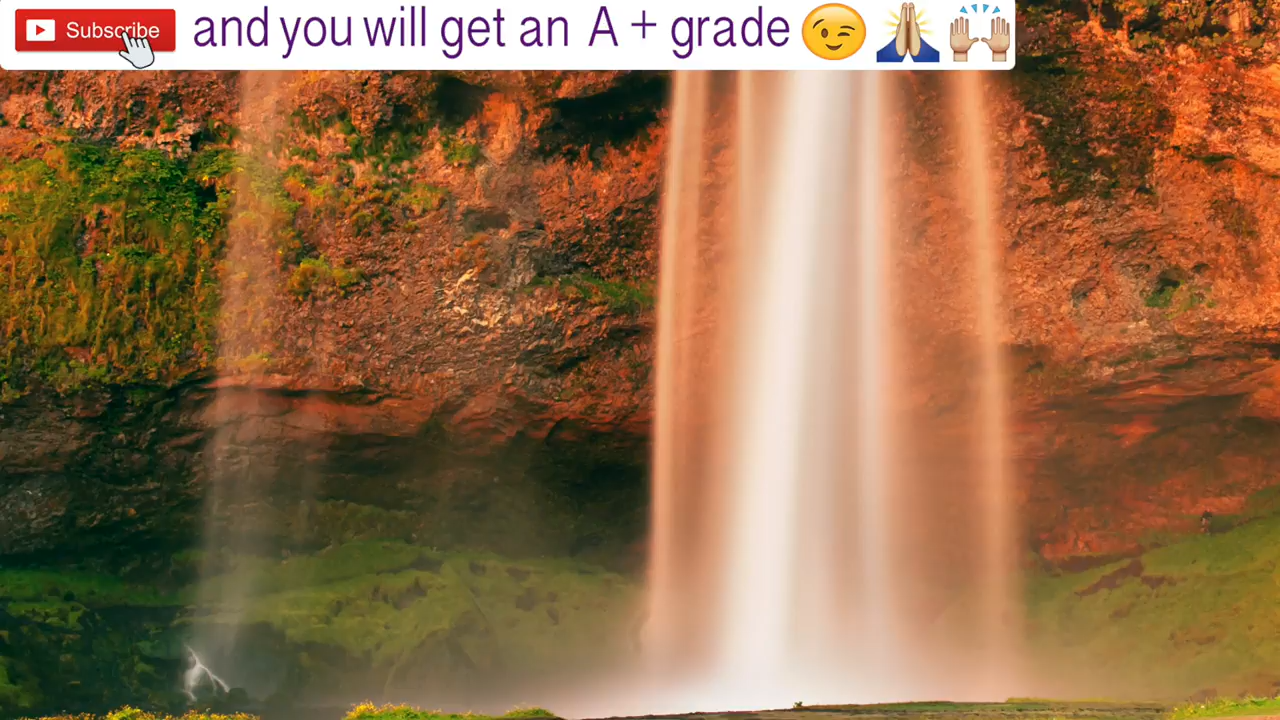 Subscribe and you will get an A + grade 😉 🙏 🙌